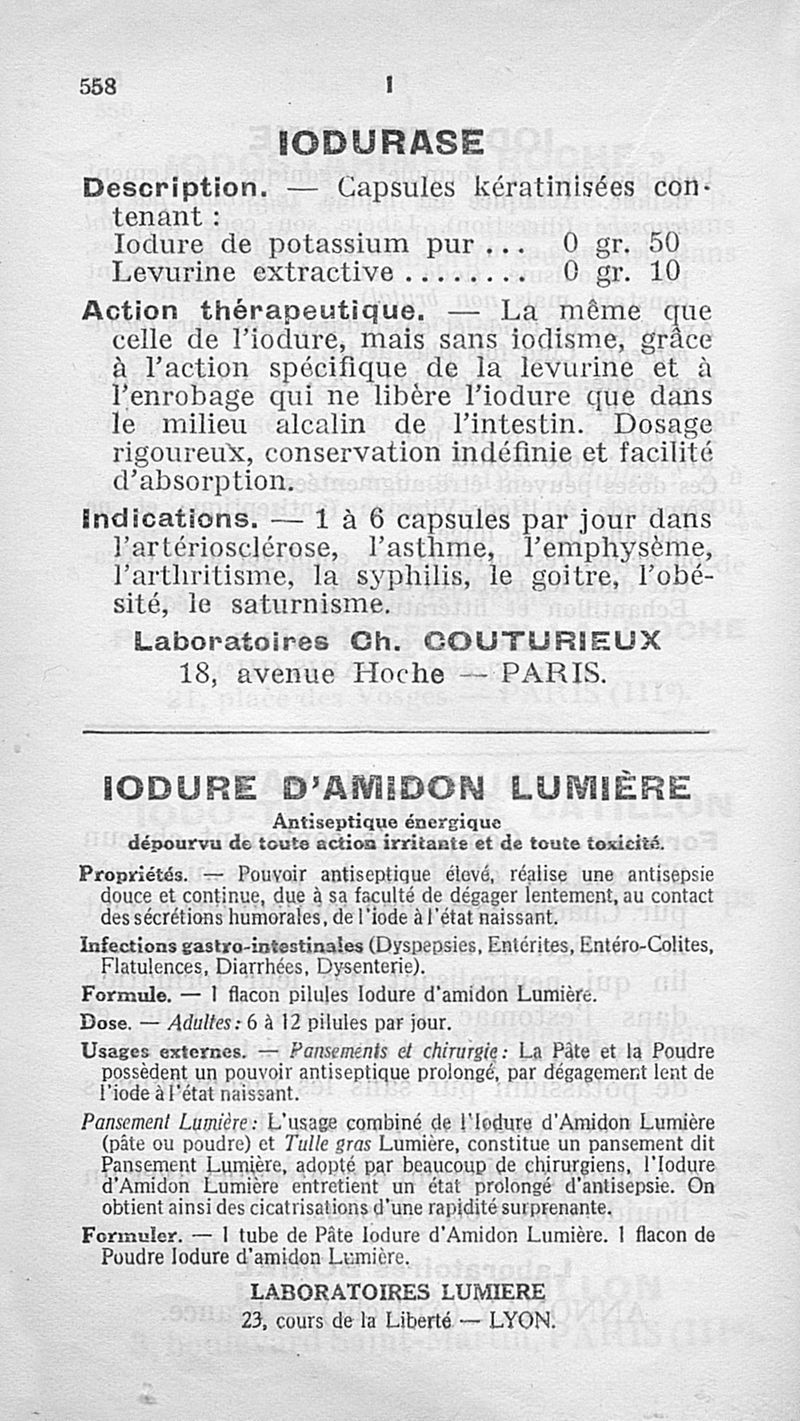 558
I
IODURASE
Description. — Capsules kératinisées con-
tenant :
Iodure de potassium pur ... 0 gr. 50
Levurine extractive ........ 0 gr. 10
Action thérapeutique. — La même que
celle de l'iodure, mais sans iodisme, grâce
à l'action spécifique de la levurine et à
l'enrobage qui ne libère l'iodure que dans
le milieu alcalin de l'intestin. Dosage
rigoureux, conservation indéfinie et facilité
d'absorption.
Indications. — 1 à 6 capsules par jour dans
l'artériosclérose, l'asthme, l'emphysème,
l'arthritisme, la syphilis, le goitre, l'obé-
sité, le saturnisme.
Laboratoires Ch. COUTURIEUX
18, avenue Hoche — PARIS.
IODURE D'AMIDON LUMIÈRE
Antiseptique énergique
dépourvu de toute action irritante et de toute toxicité.
Propriétés. — Pouvoir antiseptique élevé, réalise une antisepsie
douce et continue, due à sa faculté de dégager lentement, au contact
des sécrétions humorales, de l'iode à l'état naissant.
Infections gastro-intestinales (Dyspepsies, Entérites, Entéro-Colites,
Flatulences, Diarrhées, Dysenterie).
Formule. — 1 flacon pilules Iodure d'amidon Lumière.
Dose. — Adultes : 6 à 12 pilules par jour.
Usages externes. — Pansements et chirurgie : La Pâte et la Poudre
possèdent un pouvoir antiseptique prolongé, par dégagement lent de
l'iode à l'état naissant.
Pansement Lumière : L'usage combiné de l'Iodure d'Amidon Lumière
(pâte ou poudre) et Tulle gras Lumière, constitue un pansement dit
Pansement Lumière, adopté par beaucoup de chirurgiens, l'Iodure
d'Amidon Lumière entretient un état prolongé d'antisepsie. On
obtient ainsi des cicatrisations d'une rapidité surprenante.
Formuler. — 1 tube de Pâte Iodure d'Amidon Lumière. 1 flacon de
Poudre Iodure d'amidon Lumière.
LABORATOIRES LUMIERE
23, cours de la Liberté — LYON.